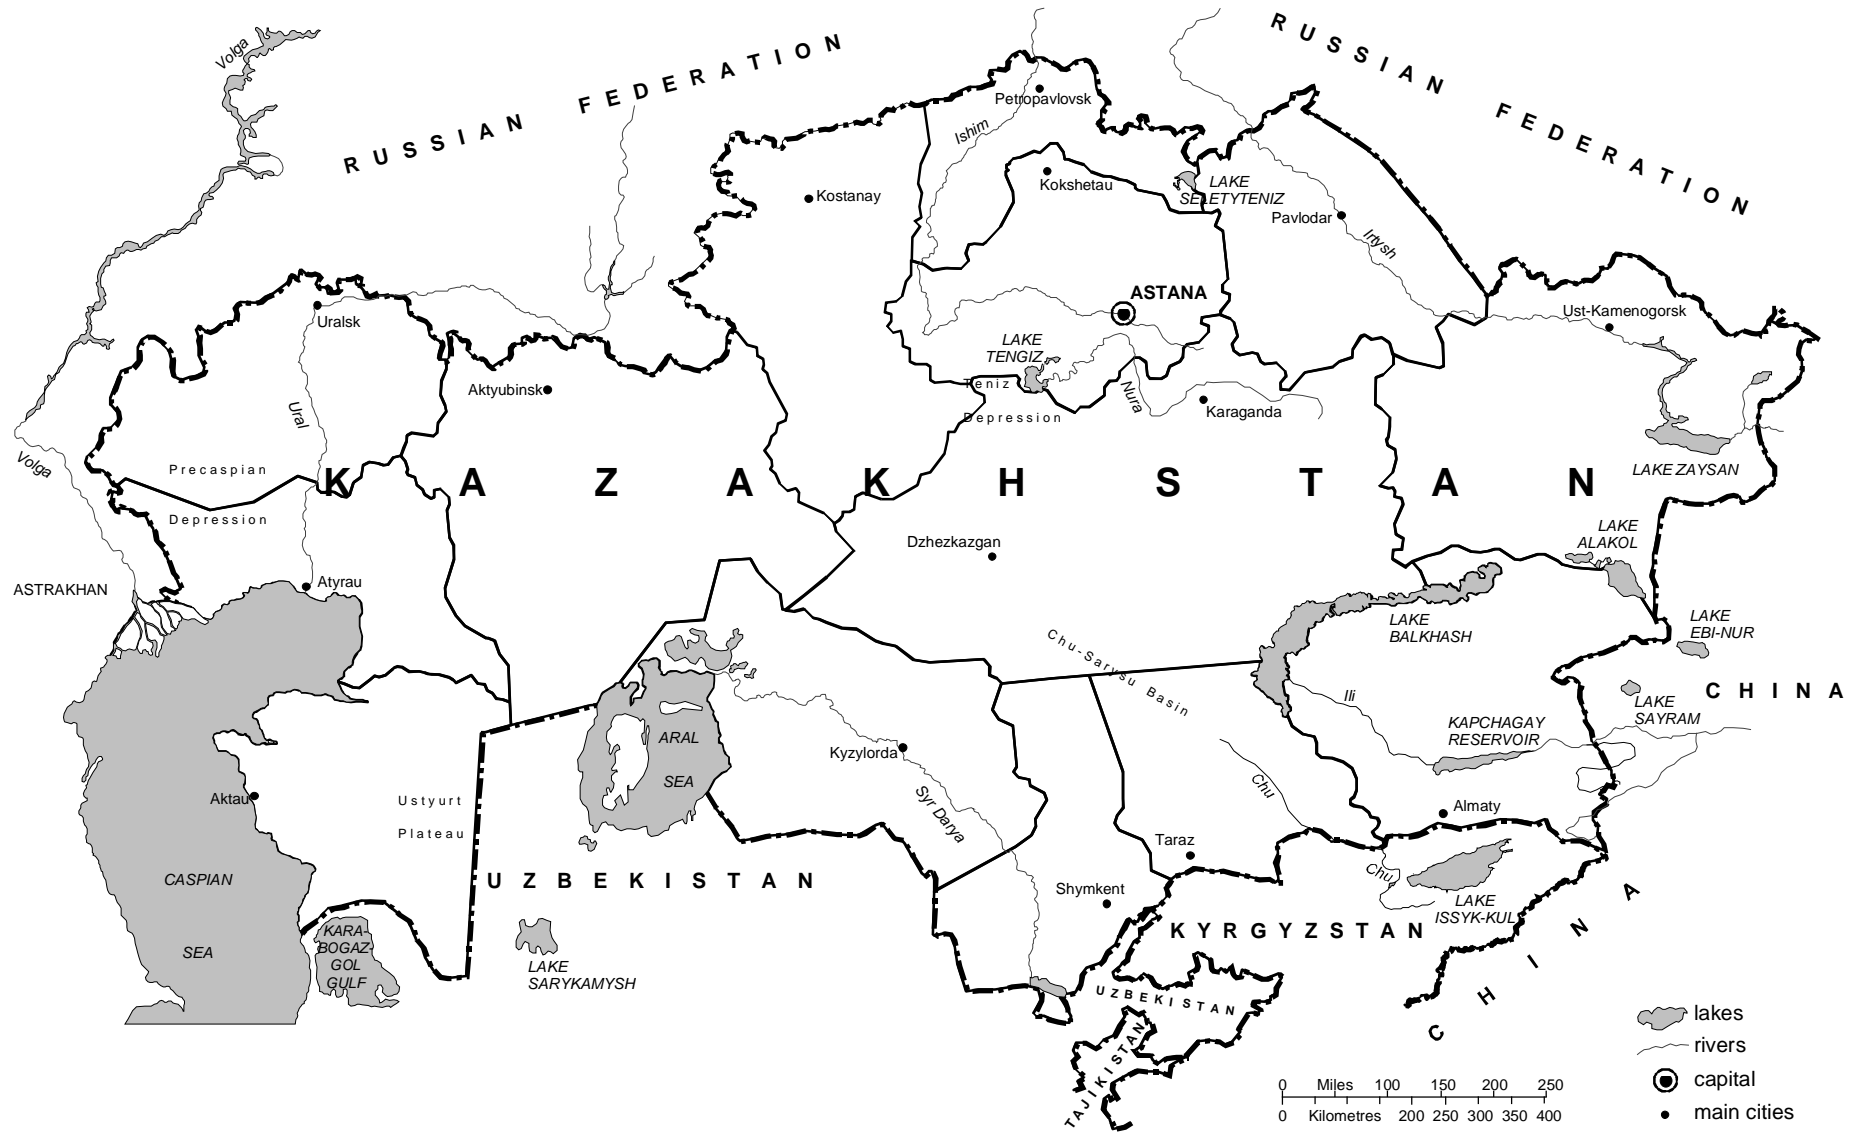 Volga
RUSSIAN FEDERATION
RUSSIAN FEDERATION
Petropavlovsk
Ishim
Kokshetau
LAKE
SELETYTENIZ
Kostanay
Pavlodar
Irtysh
ASTANA
Uralsk
Ust-Kamenogorsk
LAKE
TENGIZ
Aktyubinsk
Teniz
Depression
Nura
Karaganda
Ural
Volga
Precaspian
Depression
KAZAKHSTAN
LAKE ZAYSAN
LAKE
ALAKOL
Dzhezkazgan
ASTRAKHAN
Atyrau
LAKE
BALKHASH
LAKE
EBI-NUR
Chu-Sarysu Basin
Ili
CHINA
LAKE
SAYRAM
KAPCHAGAY
RESERVOIR
ARAL
SEA
Kyzylorda
Syr Darya
Chu
Aktau
Ustyurt
Plateau
Almaty
Taraz
CASPIAN
SEA
UZBEKISTAN
Shymkent
Chu
LAKE
ISSYK-KUL
KYRGYZSTAN
CHINA
KARA-
BOGAZ-
GOL
GULF
LAKE
SARYKAMYSH
UZBEKISTAN
TAJIKISTAN
lakes
rivers
capital
main cities
0 Miles 100 150 200 250
0 Kilometres 200 250 300 350 400